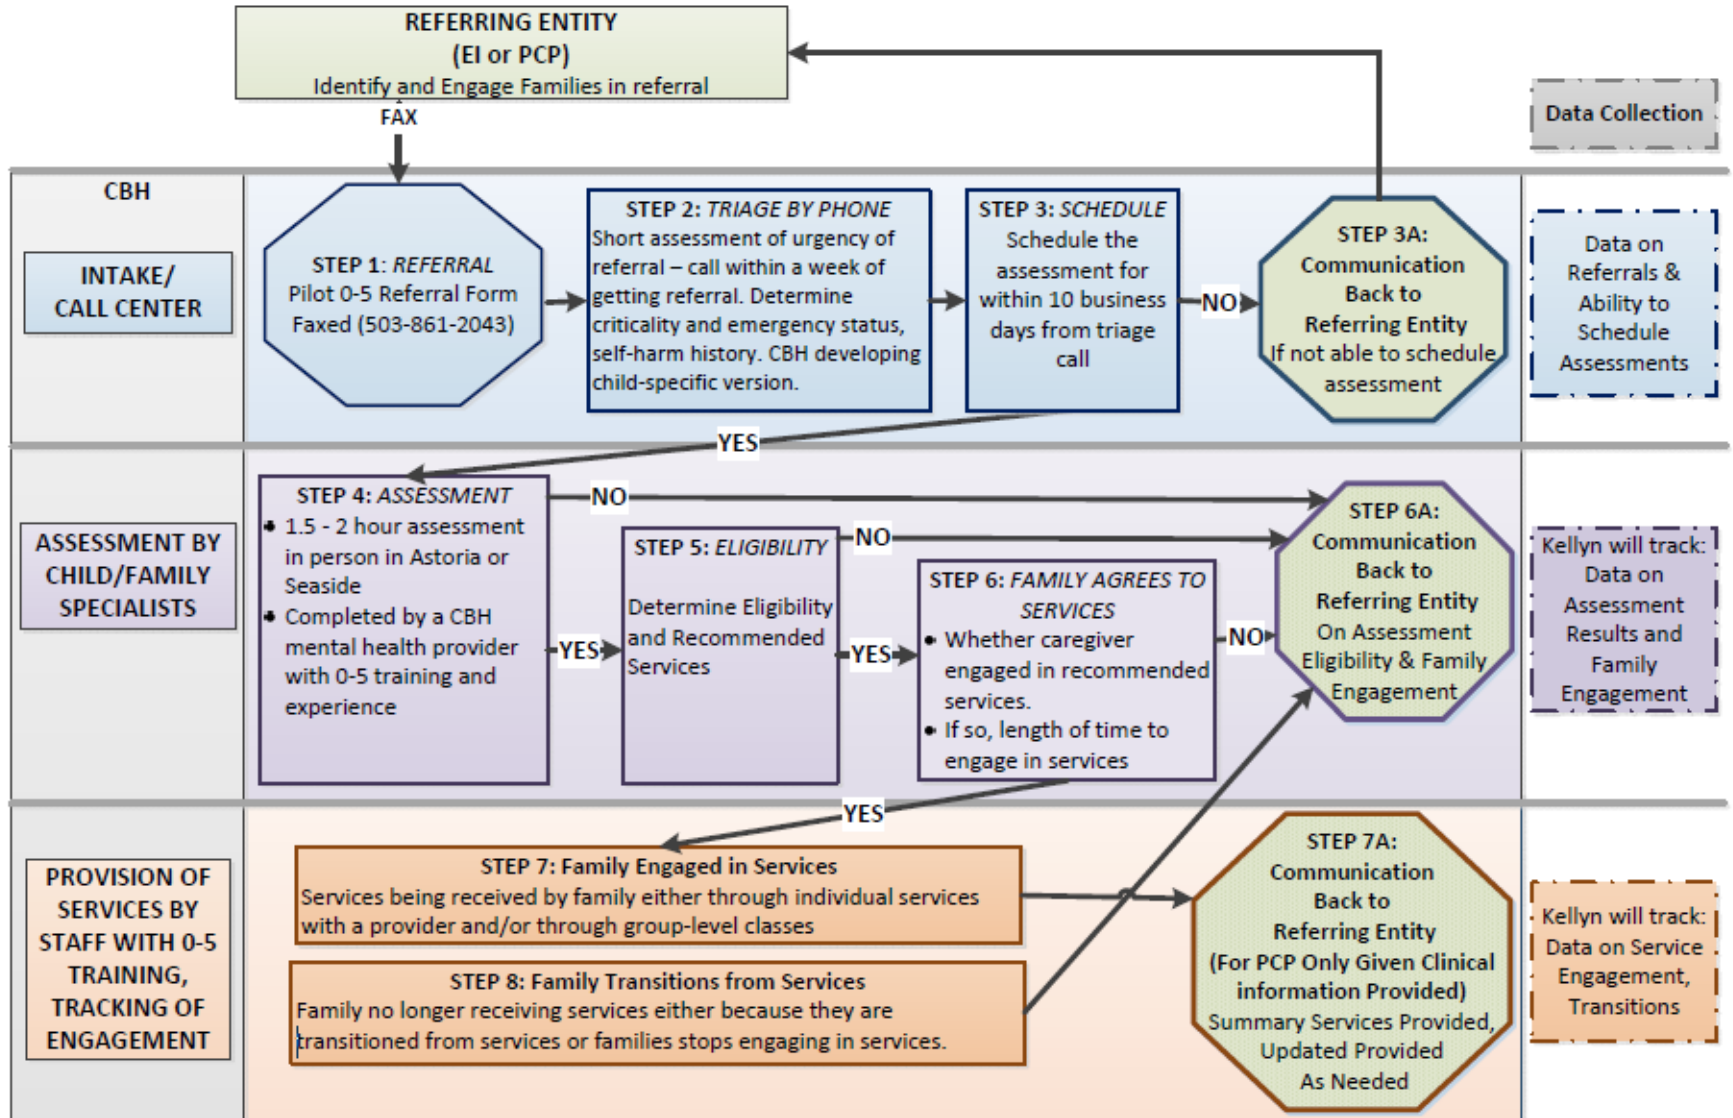 REFERRING ENTITY
(EI or PCP)
Identify and Engage Families in referral
FAX
Data Collection
CBH
INTAKE/
CALL CENTER
STEP 1: REFERRAL
Pilot 0-5 Referral Form
Faxed (503-861-2043)
STEP 2: TRIAGE BY PHONE
Short assessment of urgency of
referral – call within a week of
getting referral. Determine
criticality and emergency status,
self-harm history. CBH developing
child-specific version.
STEP 3: SCHEDULE
Schedule the
assessment for
within 10 business
days from triage
call
NO
STEP 3A:
Communication
Back to
Referring Entity
If not able to schedule
assessment
Data on
Referrals &
Ability to
Schedule
Assessments
YES
ASSESSMENT BY
CHILD/FAMILY
SPECIALISTS
STEP 4: ASSESSMENT
• 1.5 - 2 hour assessment
in person in Astoria or
Seaside
• Completed by a CBH
mental health provider
with 0-5 training and
experience
NO
YES
STEP 5: ELIGIBILITY
Determine Eligibility
and Recommended
Services
NO
YES
STEP 6: FAMILY AGREES TO
SERVICES
• Whether caregiver
engaged in recommended
services.
• If so, length of time to
engage in services
NO
STEP 6A:
Communication
Back to
Referring Entity
On Assessment
Eligibility & Family
Engagement
Kellyn will track:
Data on
Assessment
Results and
Family
Engagement
YES
PROVISION OF
SERVICES BY
STAFF WITH 0-5
TRAINING,
TRACKING OF
ENGAGEMENT
STEP 7: Family Engaged in Services
Services being received by family either through individual services
with a provider and/or through group-level classes
STEP 8: Family Transitions from Services
Family no longer receiving services either because they are
transitioned from services or families stops engaging in services.
STEP 7A:
Communication
Back to
Referring Entity
(For PCP Only Given Clinical
information Provided)
Summary Services Provided,
Updated Provided
As Needed
Kellyn will track:
Data on Service
Engagement,
Transitions